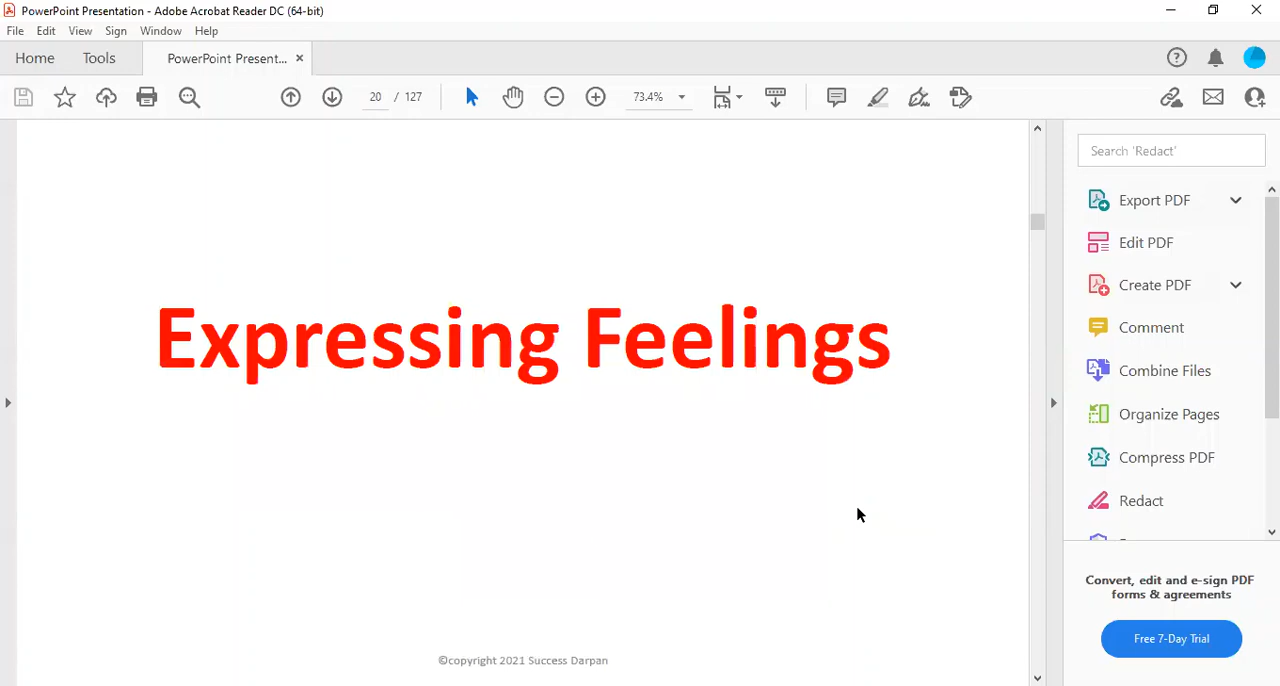 PowerPoint Presentation - Adobe Acrobat Reader DC (64-bit)
File Edit View Sign Window Help
Home Tools PowerPoint Present... ×
20 / 127 73.4%
Search 'Redact'
Export PDF
Edit PDF
Create PDF
Comment
Combine Files
Organize Pages
Compress PDF
Redact
Expressing Feelings
Convert, edit and e-sign PDF
forms & agreements
Free 7-Day Trial
©copyright 2021 Success Darpan